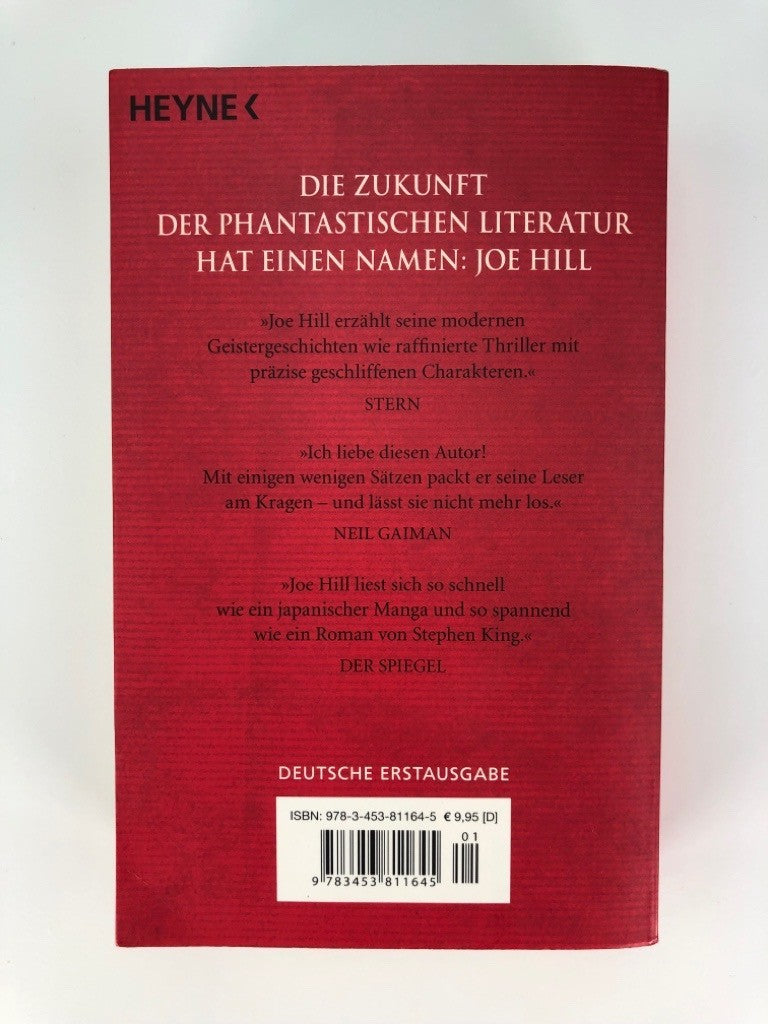 HEYNE
DIE ZUKUNFT
DER PHANTASTISCHEN LITERATUR
HAT EINEN NAMEN: JOE HILL
»Joe Hill erzählt seine modernen
Geistergeschichten wie raffinierte Thriller mit
präzise geschliffenen Charakteren.«
STERN
»Ich liebe diesen Autor!
Mit einigen wenigen Sätzen packt er seine Leser
am Kragen – und lässt sie nicht mehr los.«
NEIL GAIMAN
»Joe Hill liest sich so schnell
wie ein japanischer Manga und so spannend
wie ein Roman von Stephen King.«
DER SPIEGEL
DEUTSCHE ERSTAUSGABE
ISBN: 978-3-453-81164-5 € 9,95 [D]
01
9 783453 811645